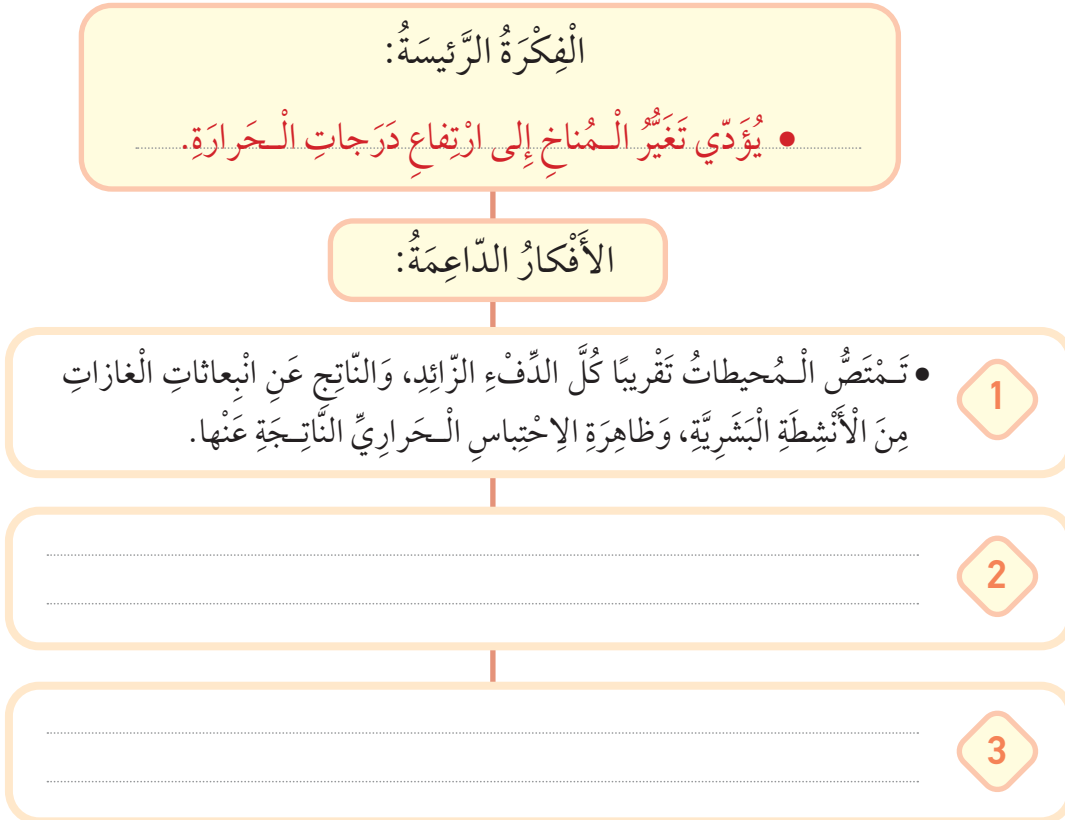 الْفِكْرَةُ الرَّئيسَةُ:
• يُؤَدّي تَغَيُّرُ الْـمُناخِ إِلى ارْتِفاعِ دَرَجاتِ الْـحَرارَةِ.
الأَفْكارُ الدّاعِمَةُ:
1
• تَـمْتَصُّ الْـمُحيطاتُ تَقْريبًا كُلَّ الدِّفْءِ الزّائِدِ، وَالنّاتِجِ عَنِ انْبِعاثاتِ الْغازاتِ
مِنَ الْأَنْشِطَةِ الْبَشَرِيَّةِ، وَظاهِرَةِ الِاحْتِباسِ الْـحَرارِيِّ النَّاتِـجَةِ عَنْها.
2
3